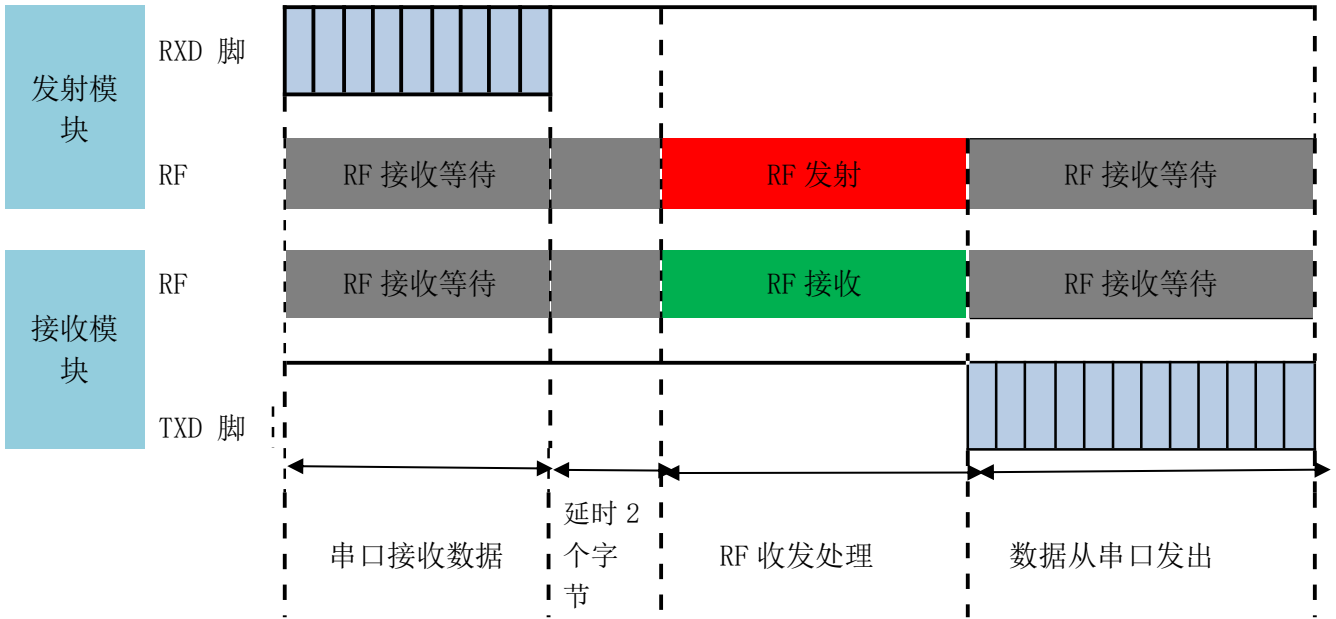 发射模
块
RXD 脚
RF
RF 接收等待
RF 发射
RF 接收等待
接收模
块
RF
RF 接收等待
RF 接收
RF 接收等待
TXD 脚
串口接收数据
延时 2
个字
节
RF 收发处理
数据从串口发出